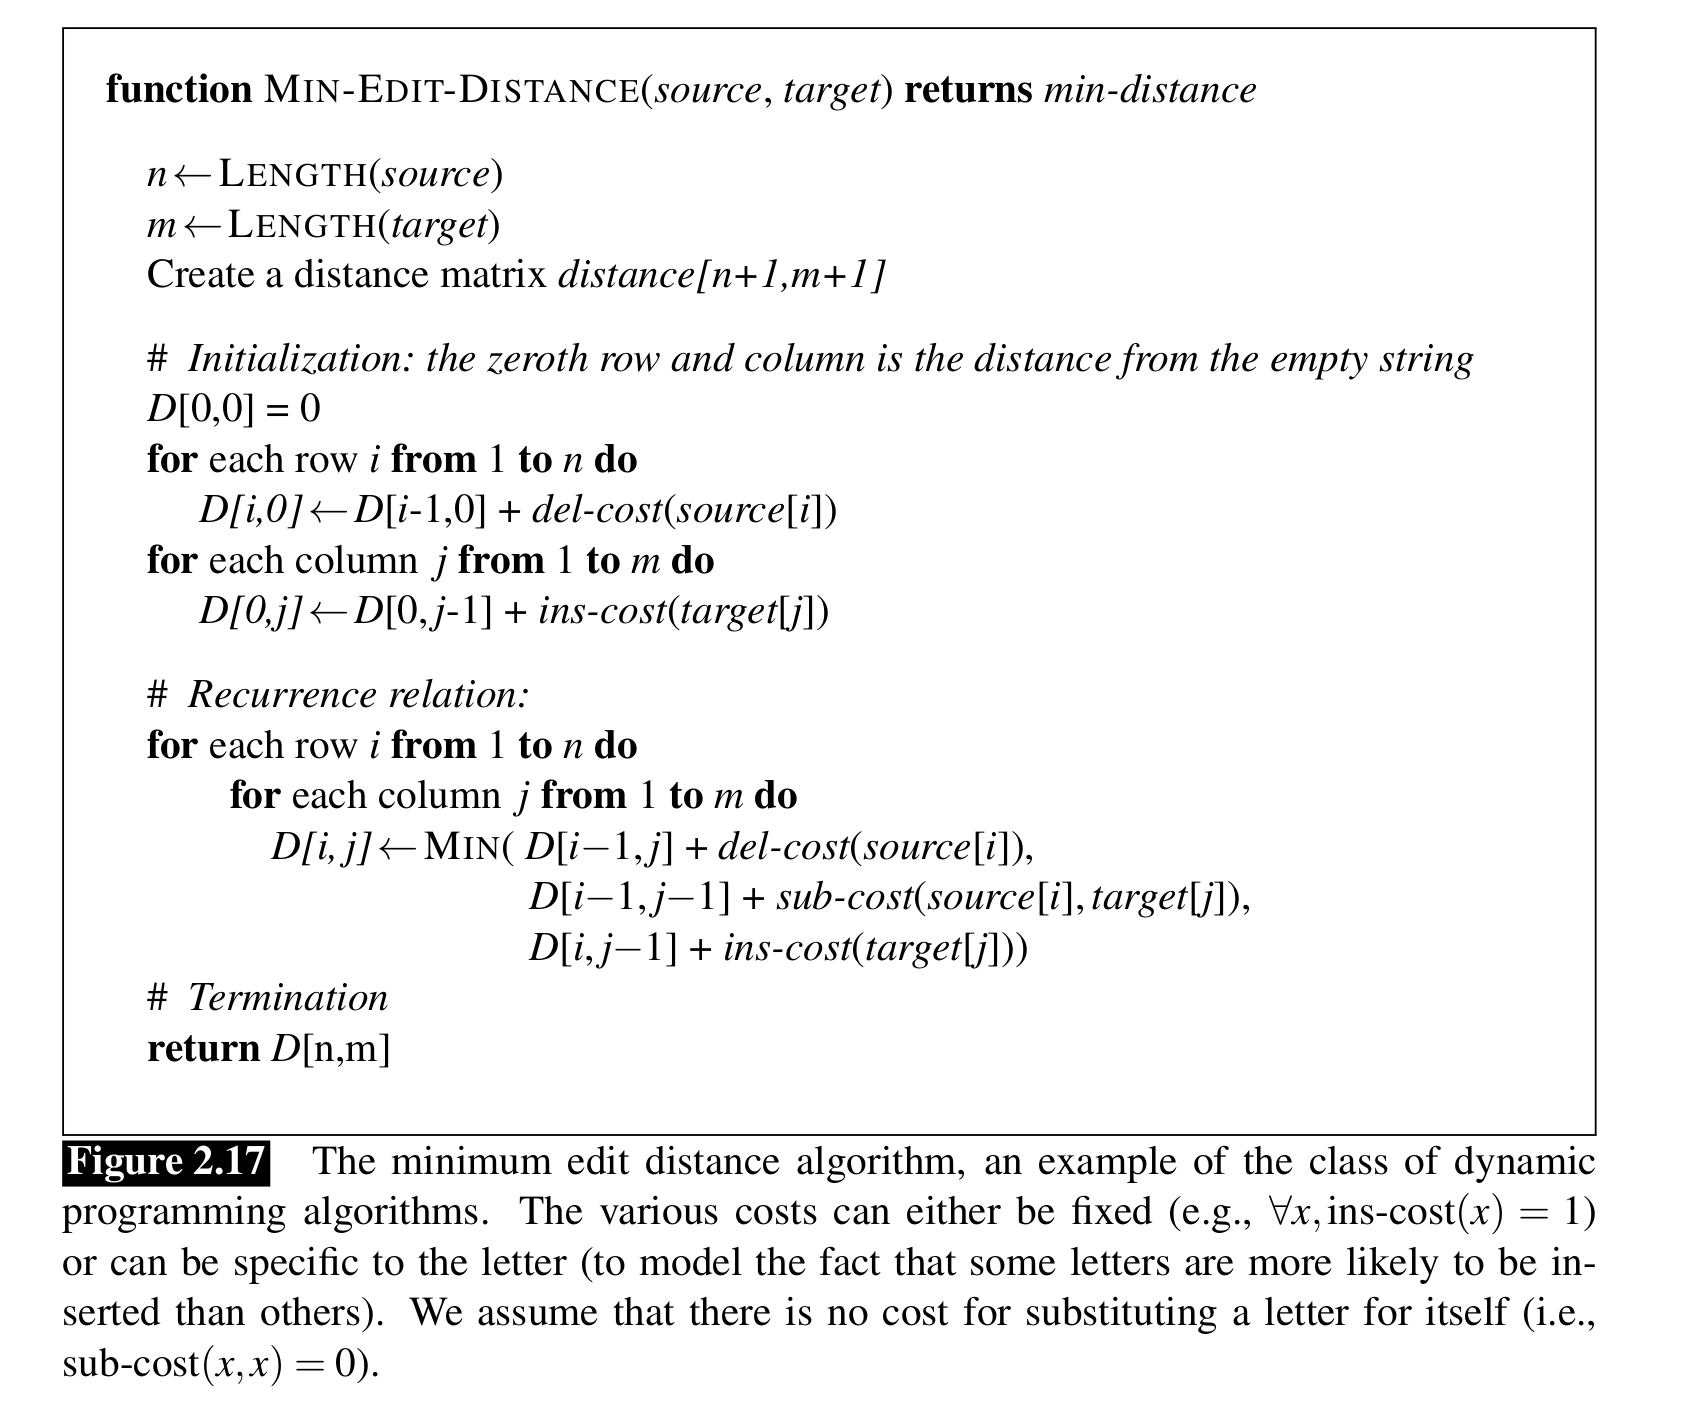 function MIN-EDIT-DISTANCE(source, target) returns min-distance
n←LENGTH(source)
m←LENGTH(target)
Create a distance matrix distance[n+1,m+1]
# Initialization: the zeroth row and column is the distance from the empty string
D[0,0] = 0
for each row i from 1 to n do
D[i,0]←D[i-1,0] + del-cost(source[i])
for each column j from 1 to m do
D[0,j]←D[0,j-1] + ins-cost(target[j])
# Recurrence relation:
for each row i from 1 to n do
for each column j from 1 to m do
D[i,j]←MIN( D[i−1,j] + del-cost(source[i]),
D[i−1,j−1] + sub-cost(source[i],target[j]),
D[i,j−1] + ins-cost(target[j]))
# Termination
return D[n,m]
Figure 2.17 The minimum edit distance algorithm, an example of the class of dynamic
programming algorithms. The various costs can either be fixed (e.g., ∀x,ins-cost(x) = 1)
or can be specific to the letter (to model the fact that some letters are more likely to be in-
serted than others). We assume that there is no cost for substituting a letter for itself (i.e.,
sub-cost(x,x) = 0).